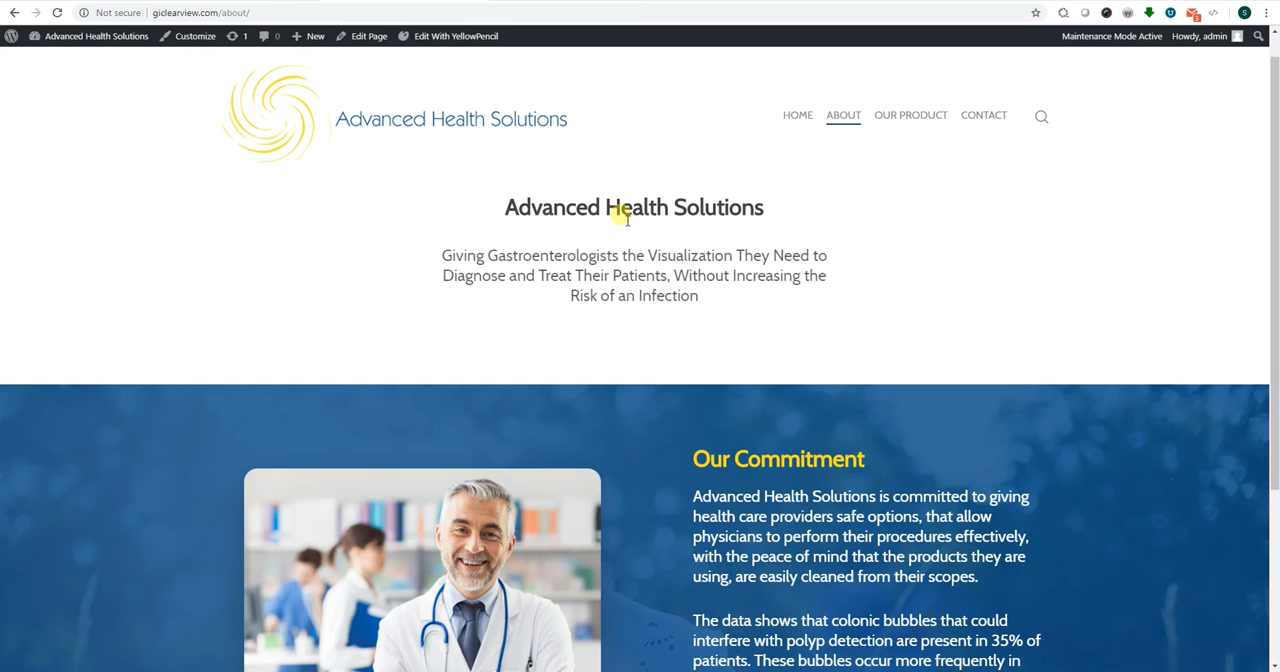 Not secure | giclearview.com/about/
Advanced Health Solutions Customize 1 0 New Edit Page Edit With YellowPencil Maintenance Mode Active Howdy, admin
Advanced Health Solutions
HOME ABOUT OUR PRODUCT CONTACT
Advanced Health Solutions
Giving Gastroenterologists the Visualization They Need to
Diagnose and Treat Their Patients, Without Increasing the
Risk of an Infection
Our Commitment
Advanced Health Solutions is committed to giving
health care providers safe options, that allow
physicians to perform their procedures effectively,
with the peace of mind that the products they are
using, are easily cleaned from their scopes.
The data shows that colonic bubbles that could
interfere with polyp detection are present in 35% of
patients. These bubbles occur more frequently in